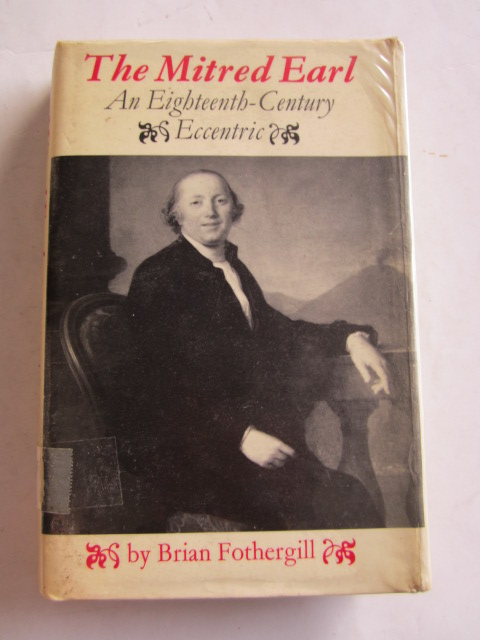 The Mitred Earl
An Eighteenth-Century
Eccentric
by Brian Fothergill